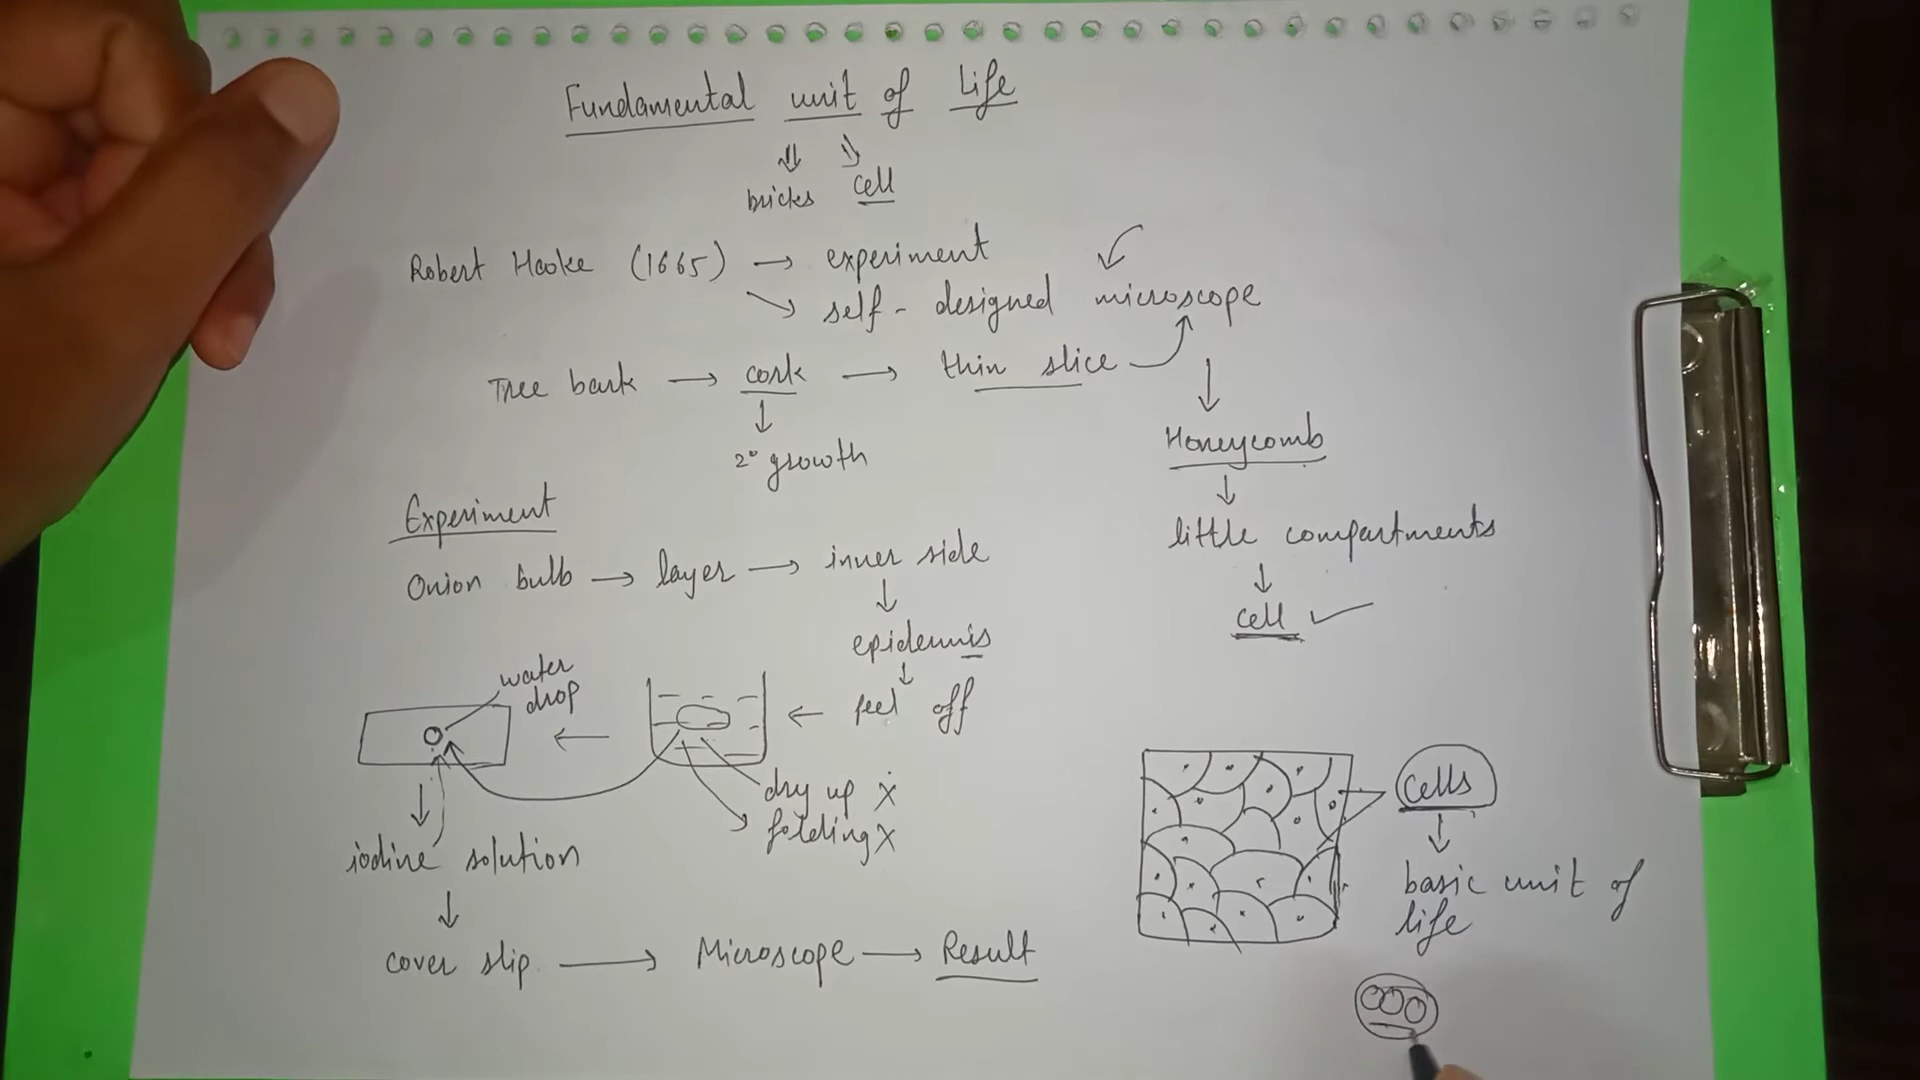 Fundamental unit of Life
bricks cell
Robert Hooke (1665) → experiment
→ self - designed microscope
Tree bark → cork → thin slice
2° growth
Honeycomb
little compartments
cell ✓
Experiment
Onion bulb → layer → inner side
epidermis
peel off
water
drop
dry up X
folding X
iodine solution
cover slip → Microscope → Result
cells
basic unit of
life